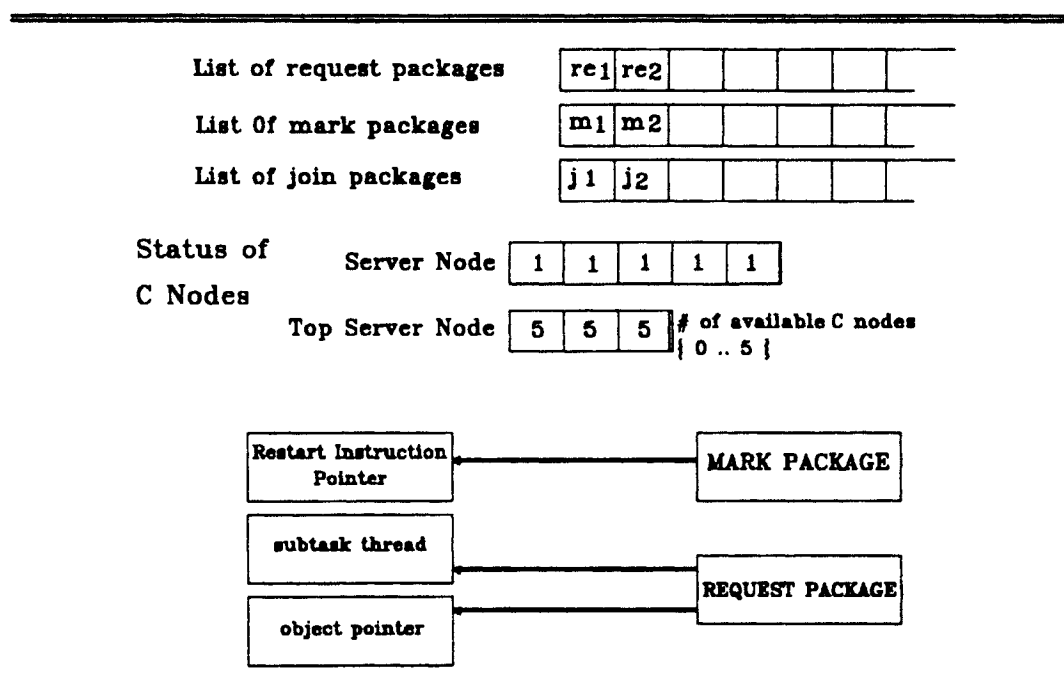 List of request packages re1 re2
List Of mark packages m1 m2
List of join packages j1 j2
Status of
C Nodes
Server Node 1 1 1 1 1
Top Server Node 5 5 5 # of available C nodes
{ 0 .. 5 {
Restart Instruction
Pointer
MARK PACKAGE
subtask thread
REQUEST PACKAGE
object pointer